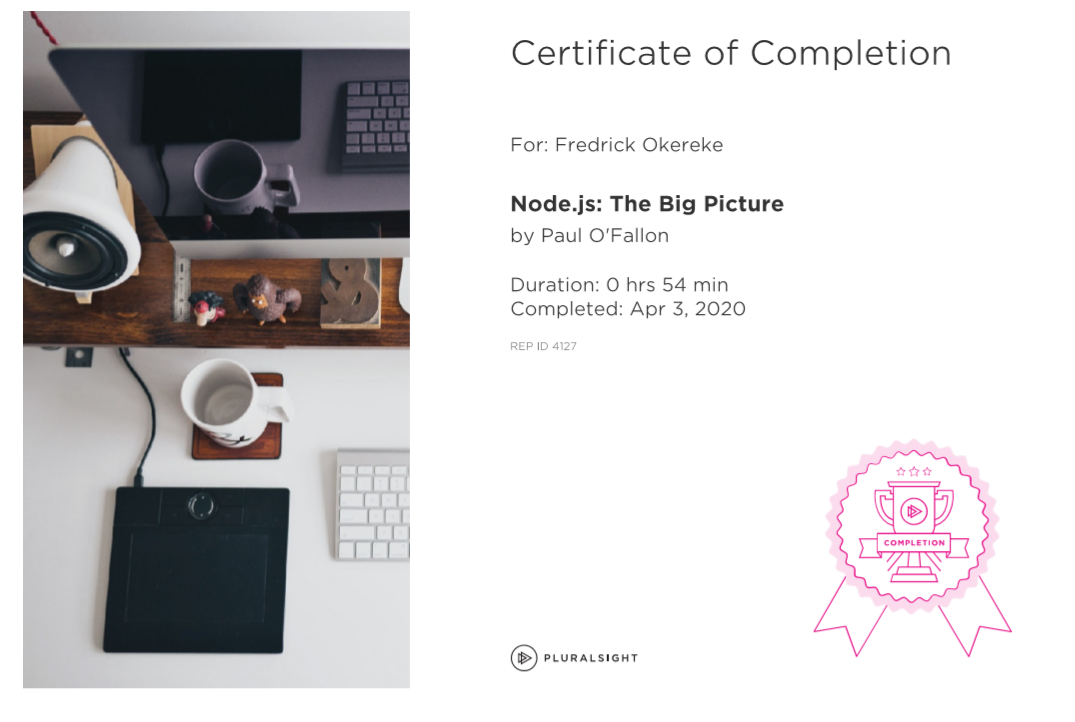 Certificate of Completion
For: Fredrick Okereke
Node.js: The Big Picture
by Paul O'Fallon
Duration: 0 hrs 54 min
Completed: Apr 3, 2020
REP ID 4127
COMPLETION
PLURALSIGHT